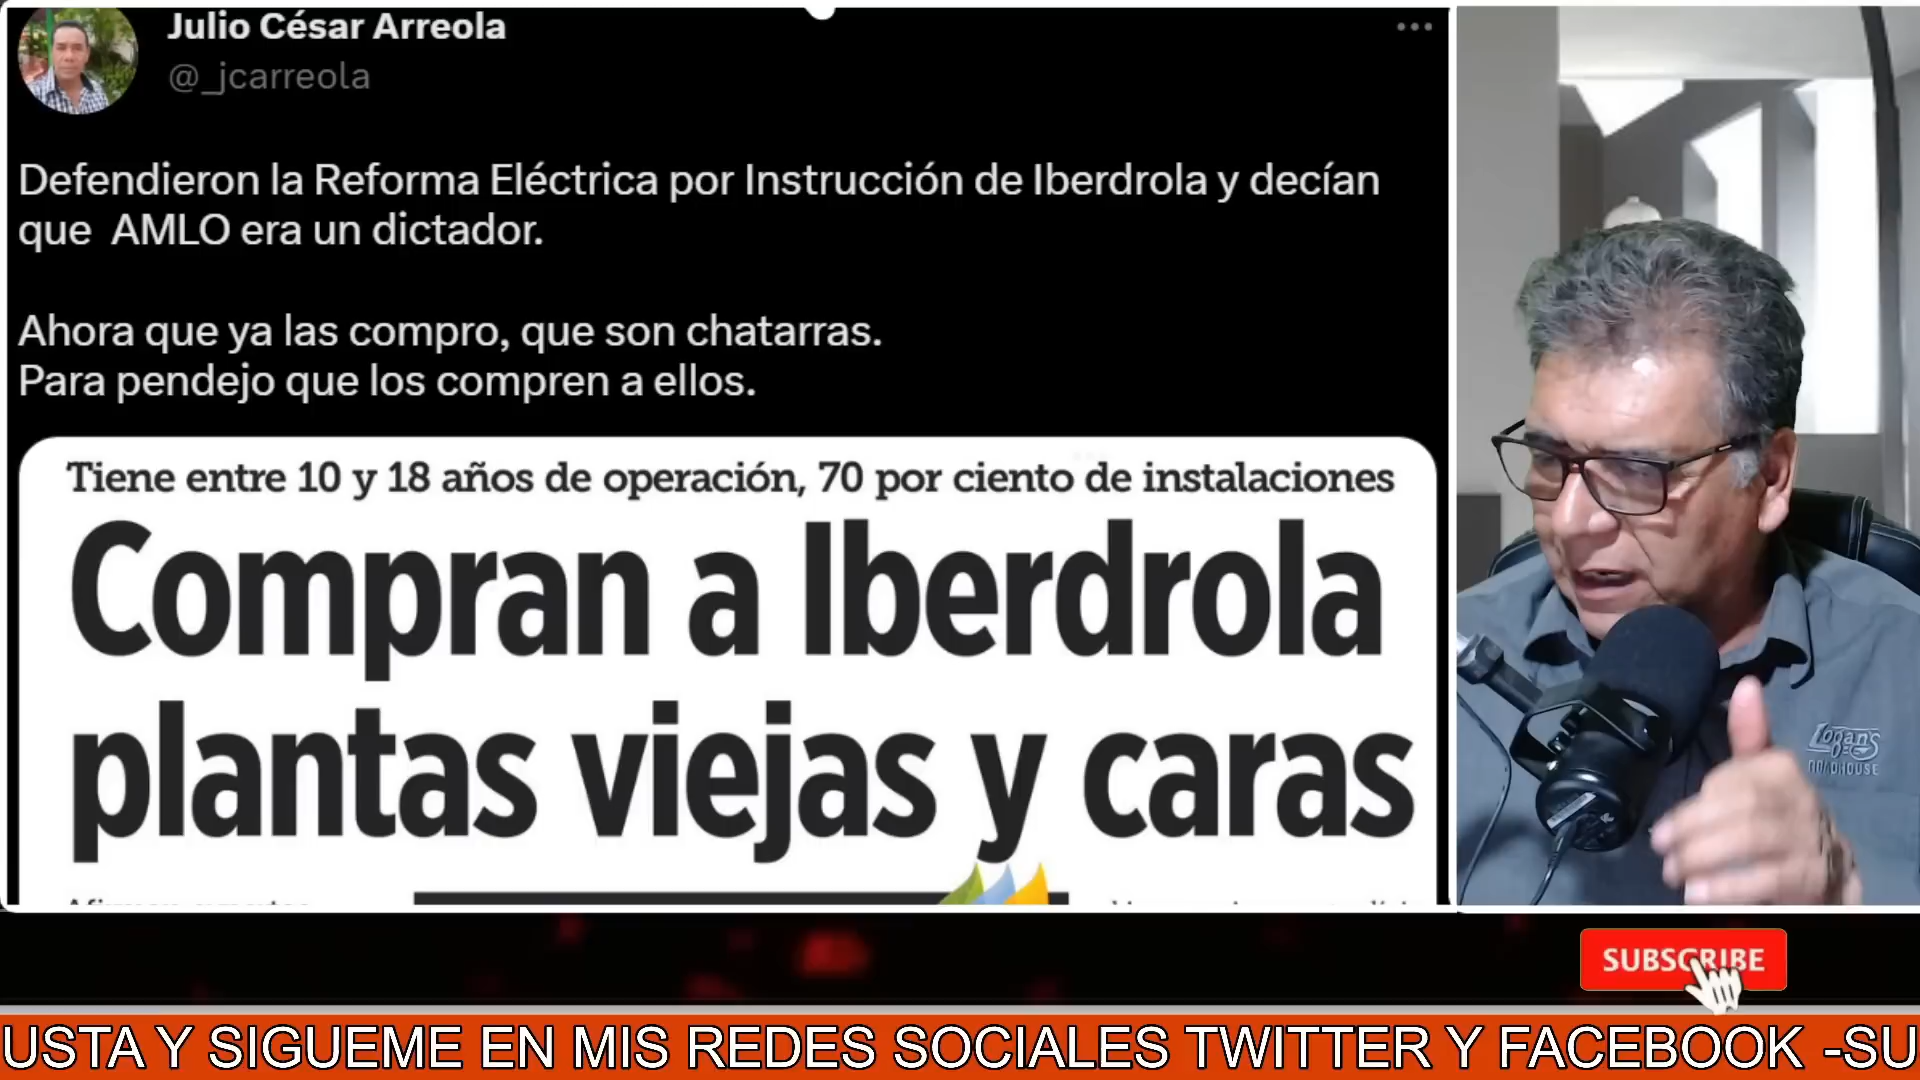 Julio César Arreola
@_jcarreola
Defendieron la Reforma Eléctrica por Instrucción de Iberdrola y decían
que AMLO era un dictador.
Ahora que ya las compro, que son chatarras.
Para pendejo que los compren a ellos.
Tiene entre 10 y 18 años de operación, 70 por ciento de instalaciones
Compran a Iberdrola
plantas viejas y caras
Logan's
ROADHOUSE
SUBSCRIBE
USTA Y SIGUEME EN MIS REDES SOCIALES TWITTER Y FACEBOOK -SU